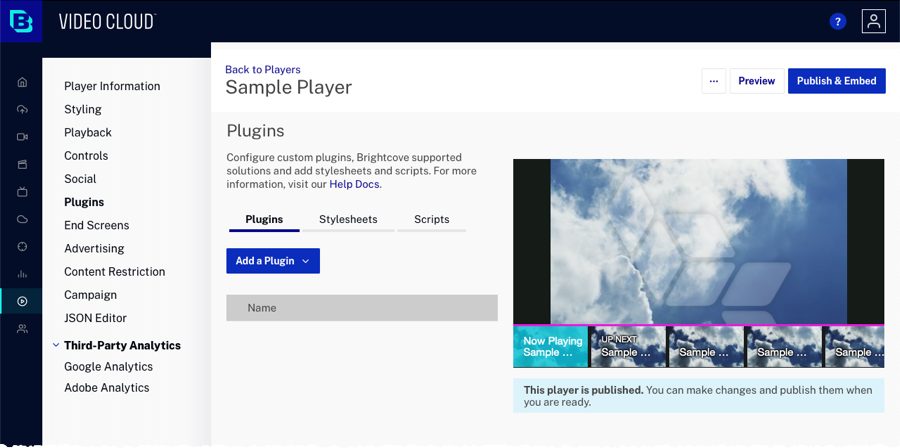 VIDEO CLOUD™
?
Player Information
Styling
Playback
Controls
Social
Plugins
End Screens
Advertising
Content Restriction
Campaign
JSON Editor
Third-Party Analytics
Google Analytics
Adobe Analytics
Back to Players
Sample Player
...
Preview
Publish & Embed
Plugins
Configure custom plugins, Brightcove supported
solutions and add stylesheets and scripts. For more
information, visit our Help Docs.
Plugins
Stylesheets
Scripts
Add a Plugin
Name
Now Playing
Sample ...
UP NEXT
Sample ...
Sample ...
Sample ...
Sample ...
This player is published. You can make changes and publish them when
you are ready.